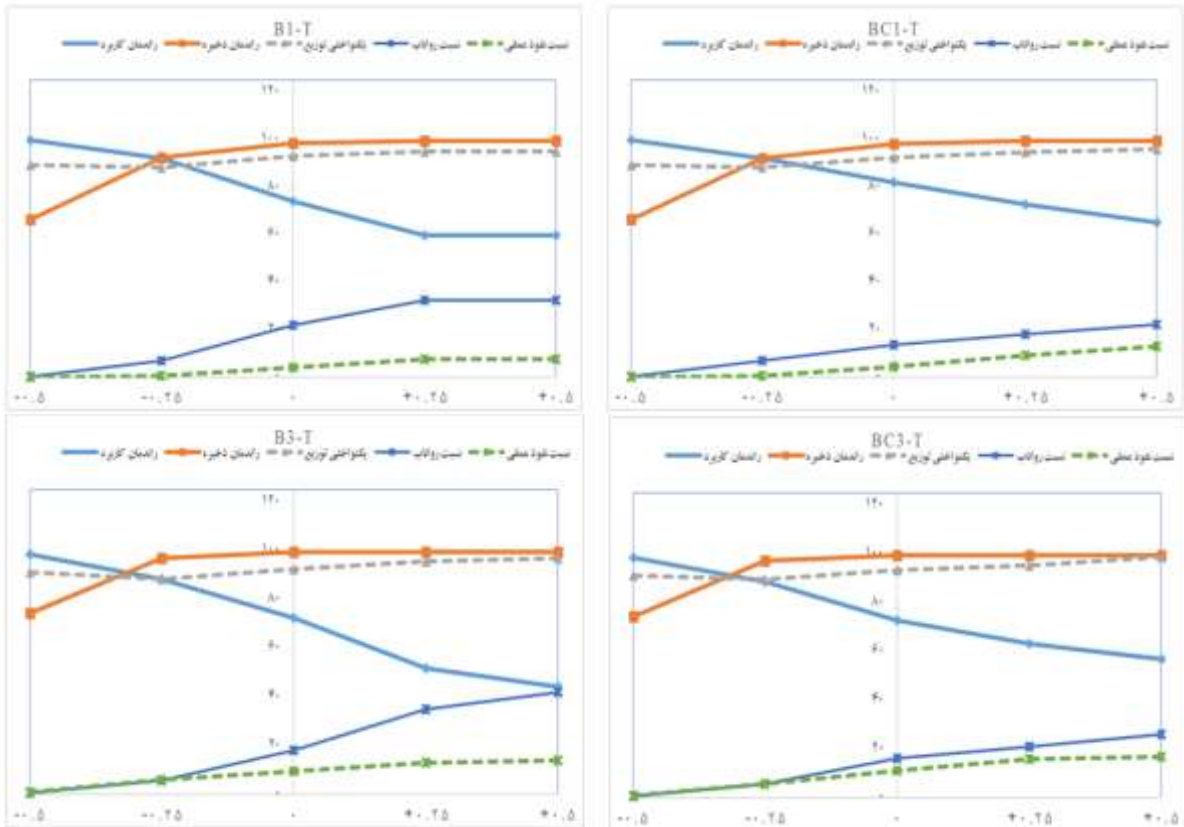 B1-T
راندمان کاربرد راندمان ذخیره یکنواختی توزیع نسبت رواناب نسبت نفوذ عمقی
۱۲۰
۱۰۰
۸۰
۶۰
۴۰
۲۰
۰
-۰.۵ -۰.۲۵ ۰ +۰.۲۵ +۰.۵
BC1-T
راندمان کاربرد راندمان ذخیره یکنواختی توزیع نسبت رواناب نسبت نفوذ عمقی
۱۲۰
۱۰۰
۸۰
۶۰
۴۰
۲۰
۰
-۰.۵ -۰.۲۵ ۰ +۰.۲۵ +۰.۵
B3-T
راندمان کاربرد راندمان ذخیره یکنواختی توزیع نسبت رواناب نسبت نفوذ عمقی
۱۲۰
۱۰۰
۸۰
۶۰
۴۰
۲۰
۰
-۰.۵ -۰.۲۵ ۰ +۰.۲۵ +۰.۵
BC3-T
راندمان کاربرد راندمان ذخیره یکنواختی توزیع نسبت رواناب نسبت نفوذ عمقی
۱۲۰
۱۰۰
۸۰
۶۰
۴۰
۲۰
۰
-۰.۵ -۰.۲۵ ۰ +۰.۲۵ +۰.۵